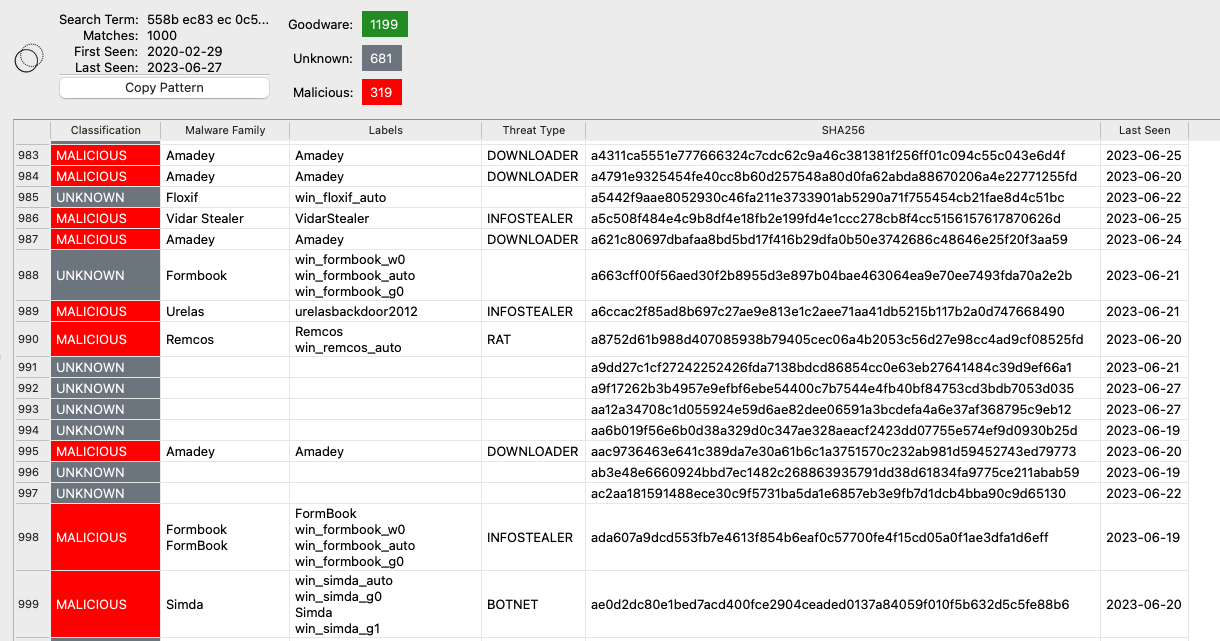 Search Term: 558b ec83 ec 0c5...
Matches: 1000
First Seen: 2020-02-29
Last Seen: 2023-06-27
Copy Pattern
Goodware: 1199
Unknown: 681
Malicious: 319
Classification Malware Family Labels Threat Type SHA256 Last Seen
983 MALICIOUS Amadey Amadey DOWNLOADER a4311ca5551e777666324c7cdc62c9a46c381381f256ff01c094c55c043e6d4f 2023-06-25
984 MALICIOUS Amadey Amadey DOWNLOADER a4791e9325454fe40cc8b60d257548a80d0fa62abda88670206a4e22771255fd 2023-06-20
985 UNKNOWN Floxif win_floxif_auto a5442f9aae8052930c46fa211e3733901ab5290a71f755454cb21fae8d4c51bc 2023-06-22
986 MALICIOUS Vidar Stealer VidarStealer INFOSTEALER a5c508f484e4c9b8df4e18fb2e199fd4e1ccc278cb8f4cc5156157617870626d 2023-06-25
987 MALICIOUS Amadey Amadey DOWNLOADER a621c80697dbafaa8bd5bd17f416b29dfa0b50e3742686c48646e25f20f3aa59 2023-06-24
988 UNKNOWN Formbook win_formbook_w0
win_formbook_auto
win_formbook_g0
a663cff00f56aed30f2b8955d3e897b04bae463064ea9e70ee7493fda70a2e2b 2023-06-21
989 MALICIOUS Urelas urelasbackdoor2012 INFOSTEALER a6ccac2f85ad8b697c27ae9e813e1c2aee71aa41db5215b117b2a0d747668490 2023-06-21
990 MALICIOUS Remcos Remcos
win_remcos_auto
RAT a8752d61b988d407085938b79405cec06a4b2053c56d27e98cc4ad9cf08525fd 2023-06-20
991 UNKNOWN a9dd27c1cf27242252426fda7138bdcd86854cc0e63eb27641484c39d9ef66a1 2023-06-21
992 UNKNOWN a9f17262b3b4957e9efbf6ebe54400c7b7544e4fb40bf84753cd3bdb7053d035 2023-06-27
993 UNKNOWN aa12a34708c1d055924e59d6ae82dee06591a3bcdefa4a6e37af368795c9eb12 2023-06-27
994 UNKNOWN aa6b019f56e6b0d38a329d0c347ae328aeacf2423dd07755e574ef9d0930b25d 2023-06-19
995 MALICIOUS Amadey Amadey DOWNLOADER aac9736463e641c389da7e30a61b6c1a3751570c232ab981d59452743ed79773 2023-06-20
996 UNKNOWN ab3e48e6660924bbd7ec1482c268863935791dd38d61834fa9775ce211abab59 2023-06-19
997 UNKNOWN ac2aa181591488ece30c9f5731ba5da1e6857eb3e9fb7d1dcb4bba90c9d65130 2023-06-22
998 MALICIOUS Formbook
FormBook
FormBook
win_formbook_w0
win_formbook_auto
win_formbook_g0
INFOSTEALER ada607a9dcd553fb7e4613f854b6eaf0c57700fe4f15cd05a0f1ae3dfa1d6eff 2023-06-19
999 MALICIOUS Simda win_simda_auto
win_simda_g0
Simda
win_simda_g1
BOTNET ae0d2dc80e1bed7acd400fce2904ceaded0137a84059f010f5b632d5c5fe88b6 2023-06-20